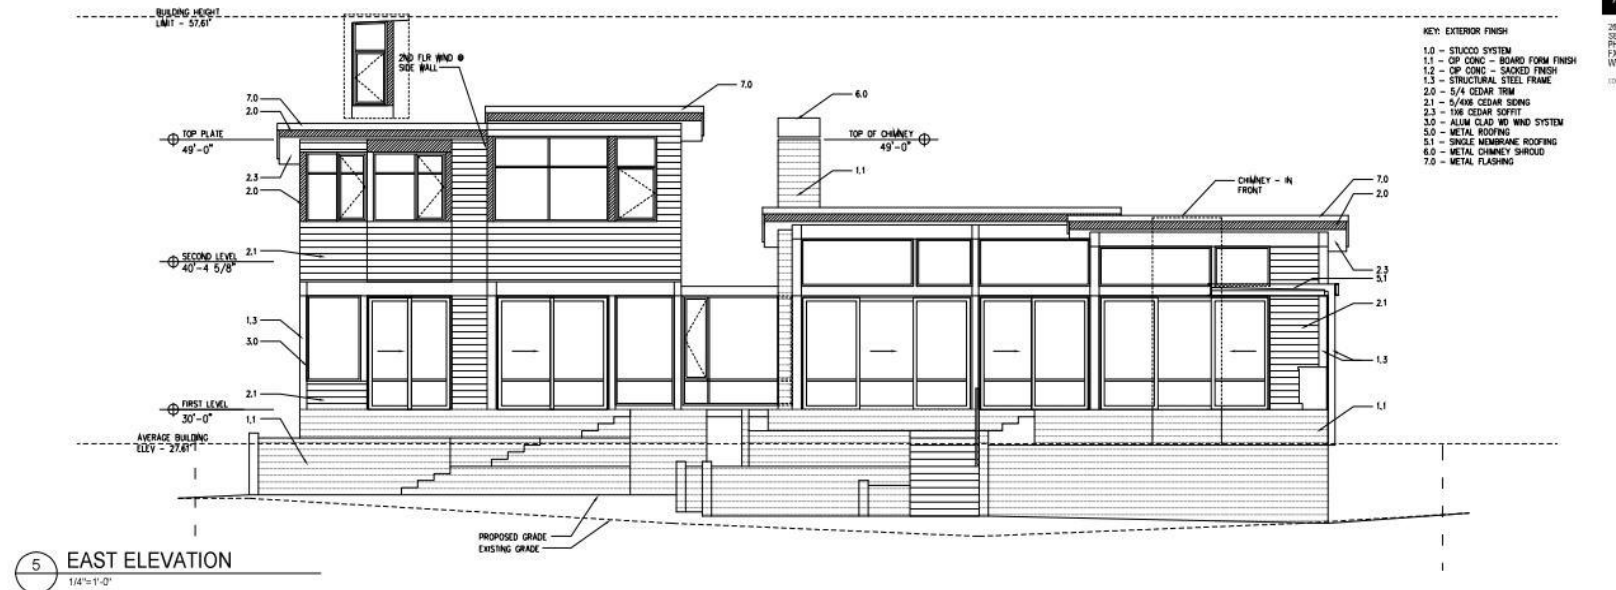 BUILDING HEIGHT
LIMIT - 57.61'
2ND FLR WIND @
SIDE WALL
7.0
2.0
7.0
6.0
TOP PLATE
49'-0"
TOP OF CHIMNEY
49'-0"
2.3
2.0
1.1
CHIMNEY - IN
FRONT
7.0
2.0
SECOND LEVEL
40'-4 5/8"
2.1
2.3
5.1
2.1
1.3
3.0
1.3
2.1
FIRST LEVEL
30'-0"
1.1
1.1
AVERAGE BUILDING
ELEV - 27.61'
PROPOSED GRADE
EXISTING GRADE
5
EAST ELEVATION
1/4"=1'-0"
KEY: EXTERIOR FINISH
1.0 - STUCCO SYSTEM
1.1 - CIP CONC - BOARD FORM FINISH
1.2 - CIP CONC - SACKED FINISH
1.3 - STRUCTURAL STEEL FRAME
2.0 - 5/4 CEDAR TRIM
2.1 - 5/4X6 CEDAR SIDING
2.3 - 1X6 CEDAR SOFFIT
3.0 - ALUM CLAD WD WIND SYSTEM
5.0 - METAL ROOFING
5.1 - SINGLE MEMBRANE ROOFING
6.0 - METAL CHIMNEY SHROUD
7.0 - METAL FLASHING